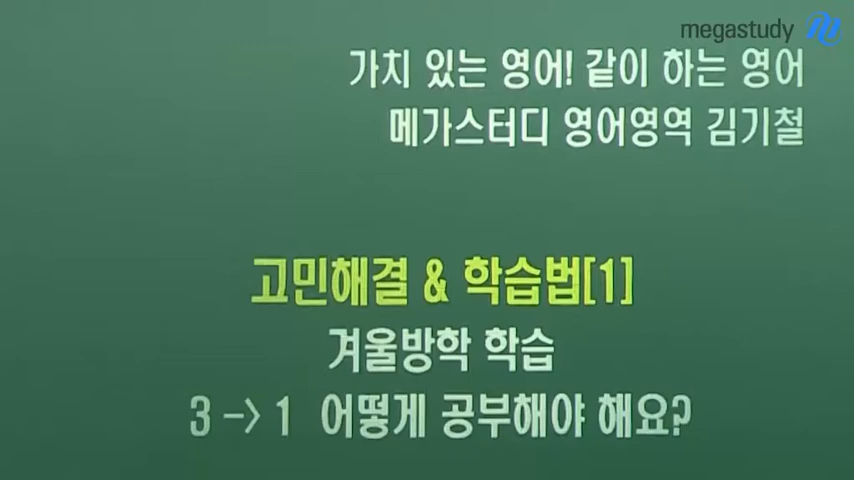 megastudy
가치 있는 영어! 같이 하는 영어
메가스터디 영어영역 김기철
고민해결 & 학습법[1]
겨울방학 학습
3 -> 1 어떻게 공부해야 해요?